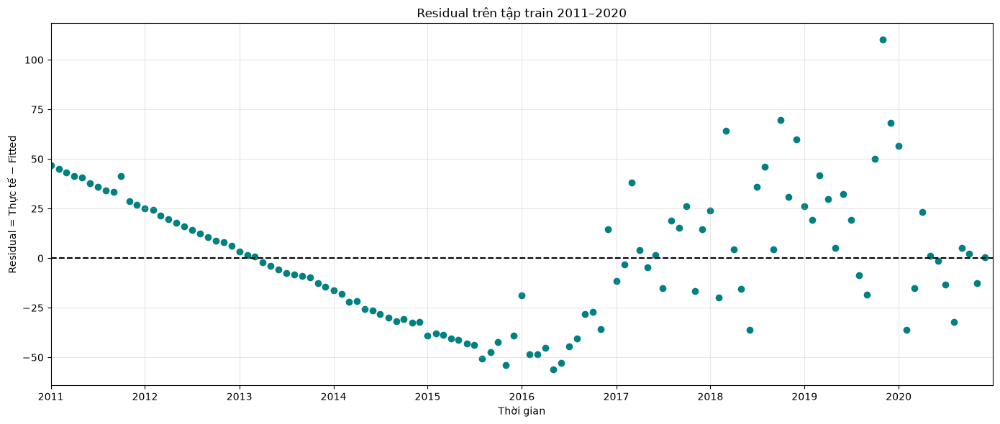 Residual trên tập train 2011–2020
Residual = Thực tế − Fitted
100
75
50
25
0
−25
−50
2011 2012 2013 2014 2015 2016 2017 2018 2019 2020
Thời gian